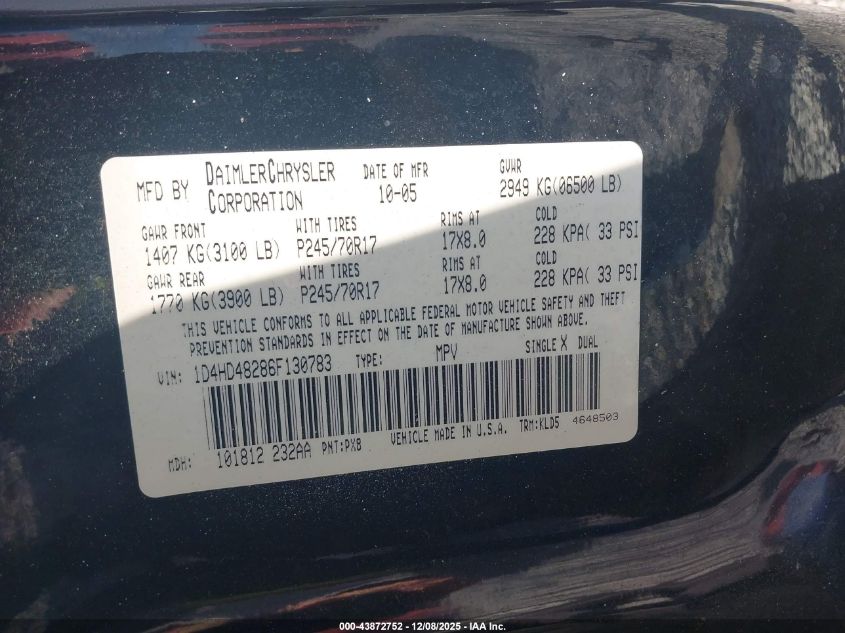 MFD BY DAIMLERCHRYSLER CORPORATION DATE OF MFR 10-05 GVWR 2949 KG(06500 LB)
GAWR FRONT WITH TIRES RIMS AT COLD
1407 KG(3100 LB) P245/70R17 17X8.0 228 KPA( 33 PSI
GAWR REAR WITH TIRES RIMS AT COLD
1770 KG(3900 LB) P245/70R17 17X8.0 228 KPA( 33 PSI
THIS VEHICLE CONFORMS TO ALL APPLICABLE FEDERAL MOTOR VEHICLE SAFETY AND THEFT
PREVENTION STANDARDS IN EFFECT ON THE DATE OF MANUFACTURE SHOWN ABOVE.
VIN: 1D4HD48286F130783 TYPE: MPV SINGLE X DUAL
MDH: 101812 232AA PNT:PXB VEHICLE MADE IN U.S.A. TRM:KLD5 4648503
000-43872752 - 12/08/2025 - IAA Inc.